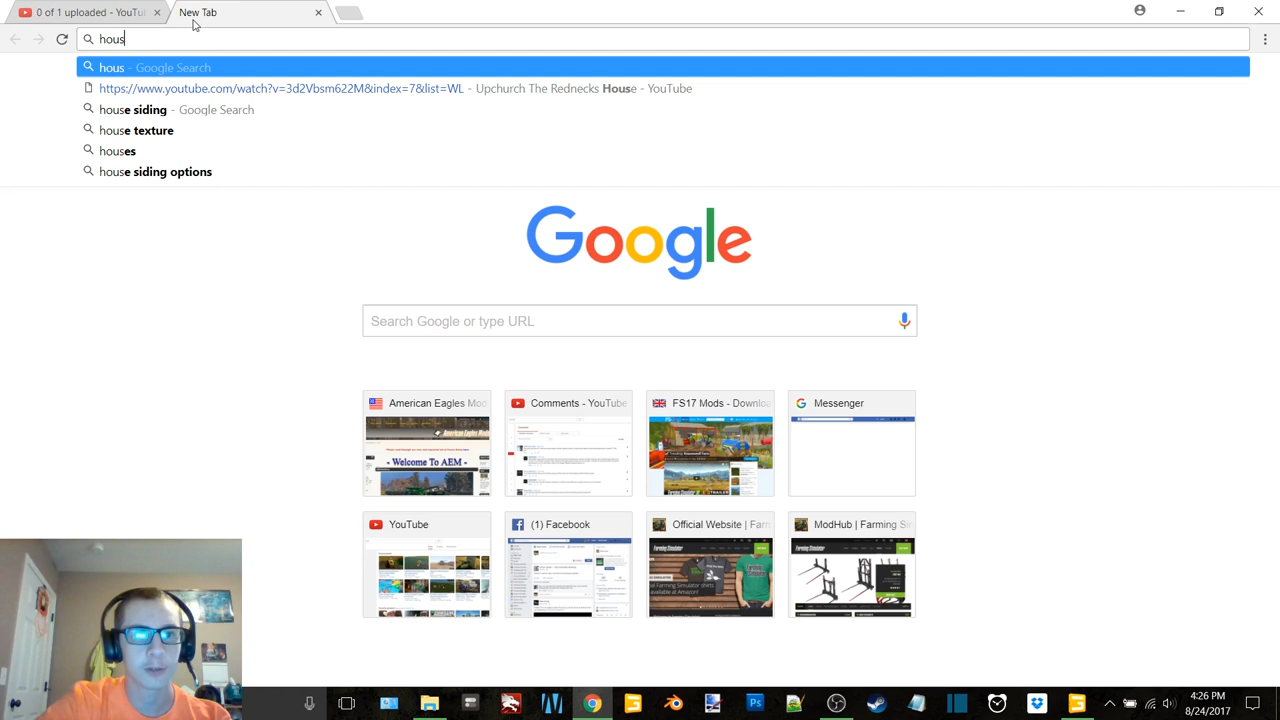 0 of 1 uploaded - YouTu
New Tab
hous
hous - Google Search
https://www.youtube.com/watch?v=3d2Vbsm622M&index=7&list=WL - Upchurch The Rednecks House - YouTube
house siding - Google Search
house texture
houses
house siding options
Google
Search Google or type URL
American Eagles Mod
Comments - YouTube
FS17 Mods - Downloa
Messenger
Welcome To AEM
YouTube
(1) Facebook
Official Website | Farm
ModHub | Farming Sim
4:26 PM
8/24/2017